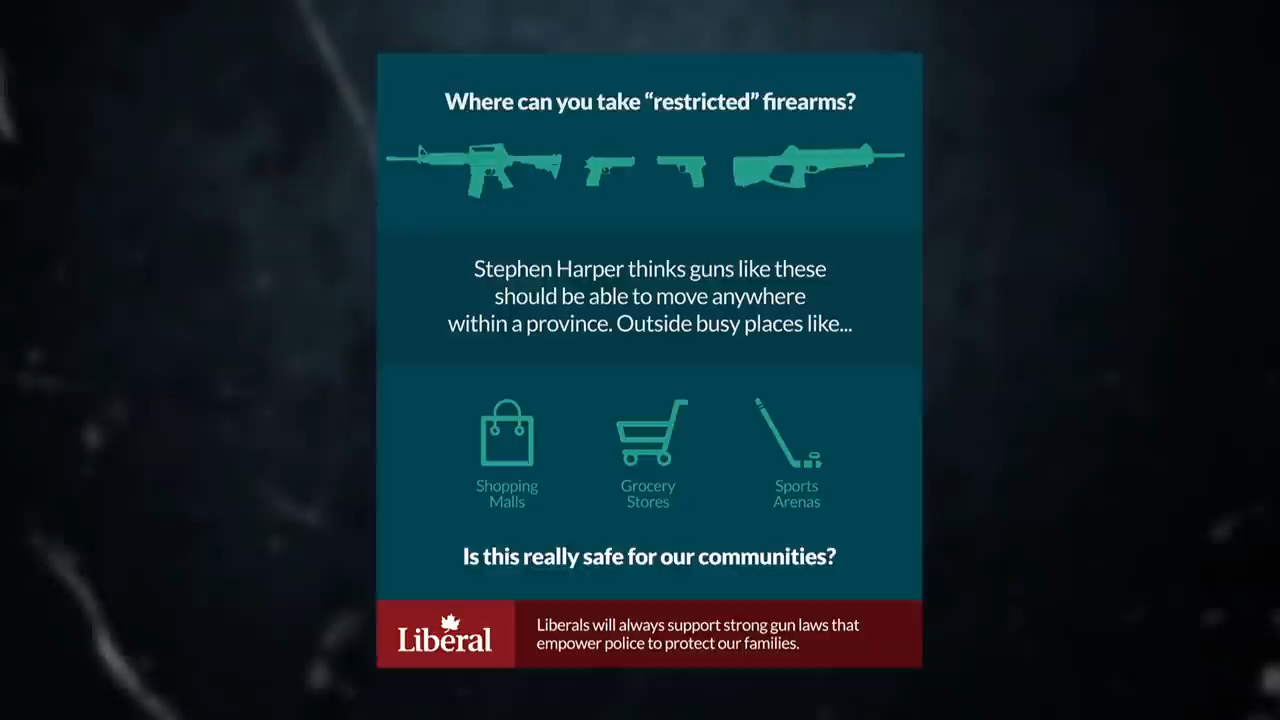 Where can you take “restricted” firearms?
Stephen Harper thinks guns like these
should be able to move anywhere
within a province. Outside busy places like...
Shopping
Malls
Grocery
Stores
Sports
Arenas
Is this really safe for our communities?
Liberal
Liberals will always support strong gun laws that
empower police to protect our families.